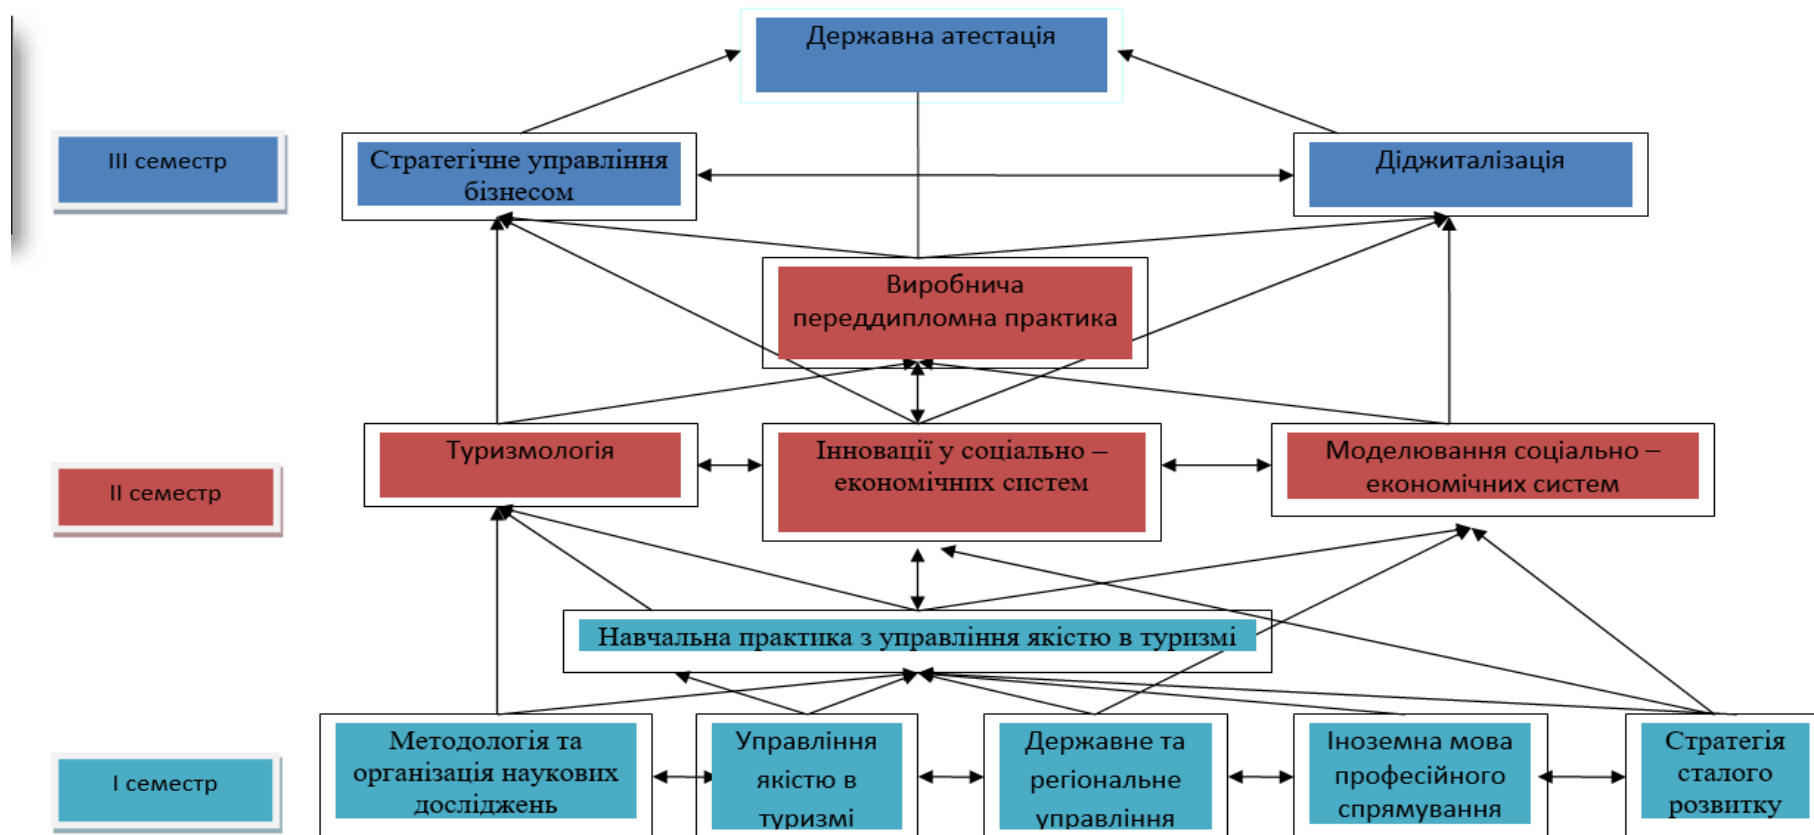 Державна атестація
III семестр
Стратегічне управління
бізнесом
Діджиталізація
Виробнича
переддипломна практика
II семестр
Туризмологія
Інновації у соціально –
економічних систем
Моделювання соціально –
економічних систем
Навчальна практика з управління якістю в туризмі
I семестр
Методологія та
організація наукових
досліджень
Управління
якістю в
туризмі
Державне та
регіональне
управління
Іноземна мова
професійного
спрямування
Стратегія
сталого
розвитку